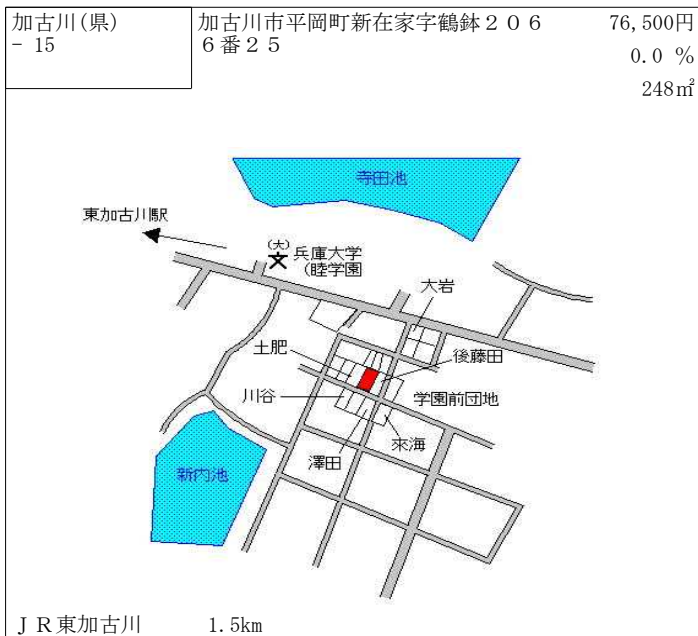 加古川(県)
- 15
加古川市平岡町新在家字鶴鉢２０６
６番２５
76,500円
0.0 %
248㎡
寺田池
東加古川駅
(大)
文
兵庫大学
(睦学園
大岩
土肥
後藤田
川谷
学園前団地
來海
澤田
新内池
ＪＲ東加古川 1.5km